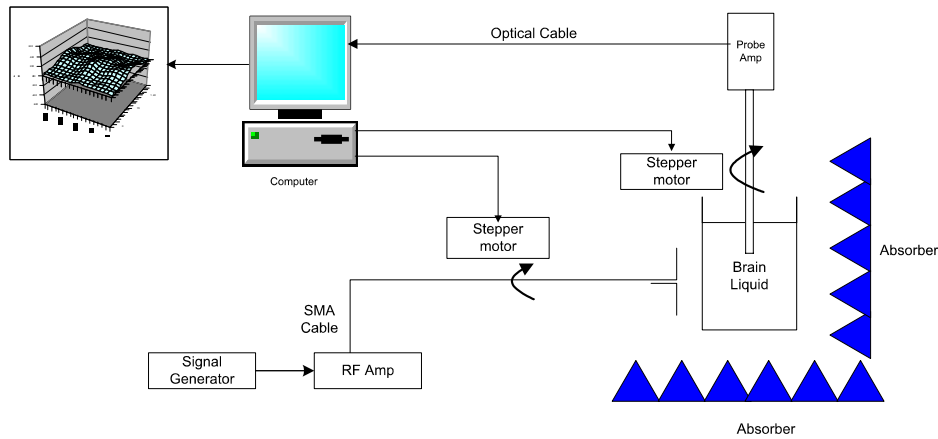 Optical Cable
Probe
Amp
Computer
Stepper
motor
Stepper
motor
Brain
Liquid
Absorber
SMA
Cable
Signal
Generator
RF Amp
Absorber